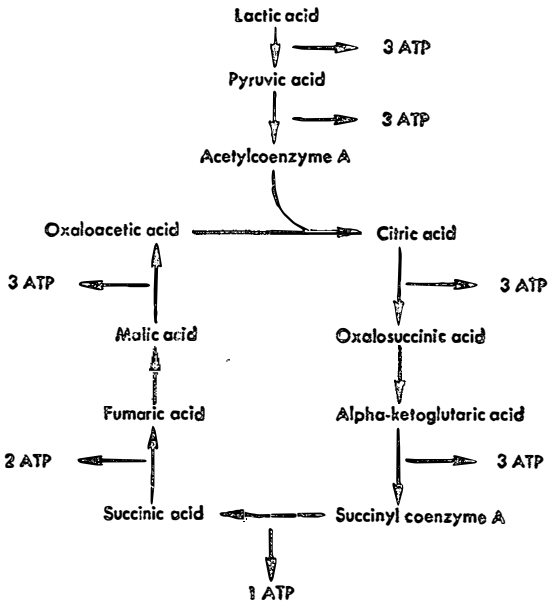 Lactic acid
3 ATP
Pyruvic acid
3 ATP
Acetylcoenzyme A
Oxaloacetic acid
Citric acid
3 ATP
3 ATP
Malic acid
Oxalosuccinic acid
Fumaric acid
Alpha-ketoglutaric acid
2 ATP
3 ATP
Succinic acid
Succinyl coenzyme A
1 ATP